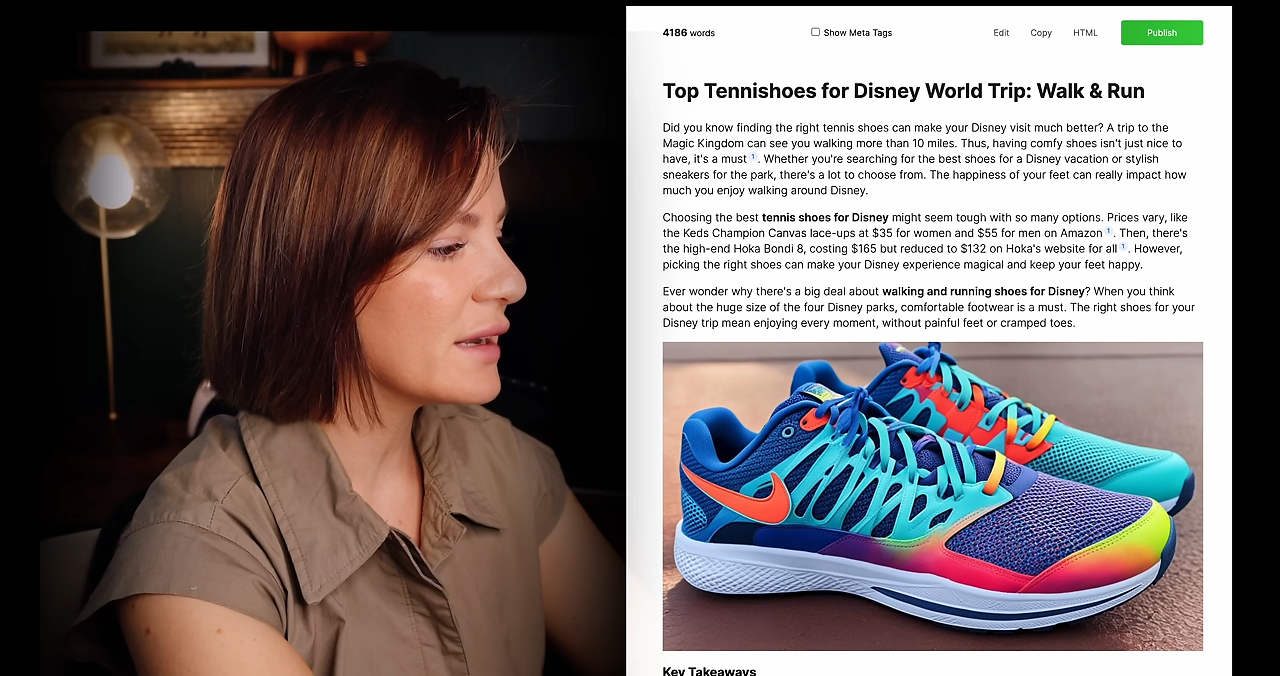 4186 words
Show Meta Tags
Edit
Copy
HTML
Publish
Top Tennishoes for Disney World Trip: Walk & Run
Did you know finding the right tennis shoes can make your Disney visit much better? A trip to the
Magic Kingdom can see you walking more than 10 miles. Thus, having comfy shoes isn't just nice to
have, it's a must 1 . Whether you're searching for the best shoes for a Disney vacation or stylish
sneakers for the park, there's a lot to choose from. The happiness of your feet can really impact how
much you enjoy walking around Disney.
Choosing the best tennis shoes for Disney might seem tough with so many options. Prices vary, like
the Keds Champion Canvas lace-ups at $35 for women and $55 for men on Amazon 1 . Then, there's
the high-end Hoka Bondi 8, costing $165 but reduced to $132 on Hoka's website for all 1 . However,
picking the right shoes can make your Disney experience magical and keep your feet happy.
Ever wonder why there's a big deal about walking and running shoes for Disney? When you think
about the huge size of the four Disney parks, comfortable footwear is a must. The right shoes for your
Disney trip mean enjoying every moment, without painful feet or cramped toes.
Key Takeaways